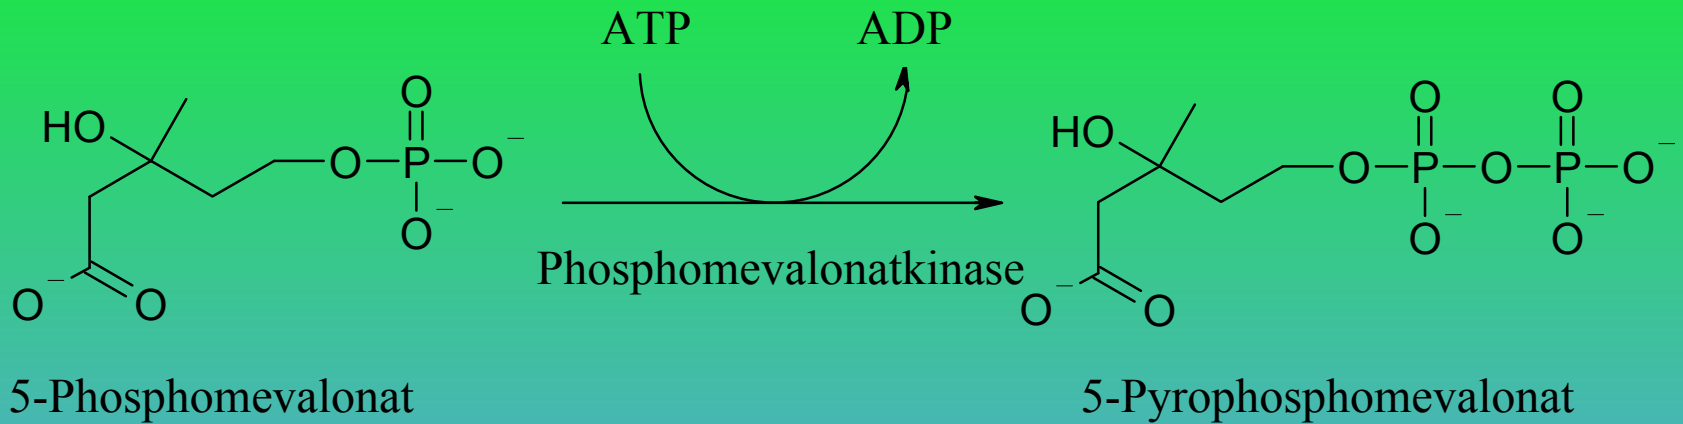 ATP ADP
HO O O P O O⁻ O⁻ O⁻ O
HO O O P O O⁻ O P O O⁻ O⁻ O⁻ O
Phosphomevalonatkinase
5-Phosphomevalonat
5-Pyrophosphomevalonat